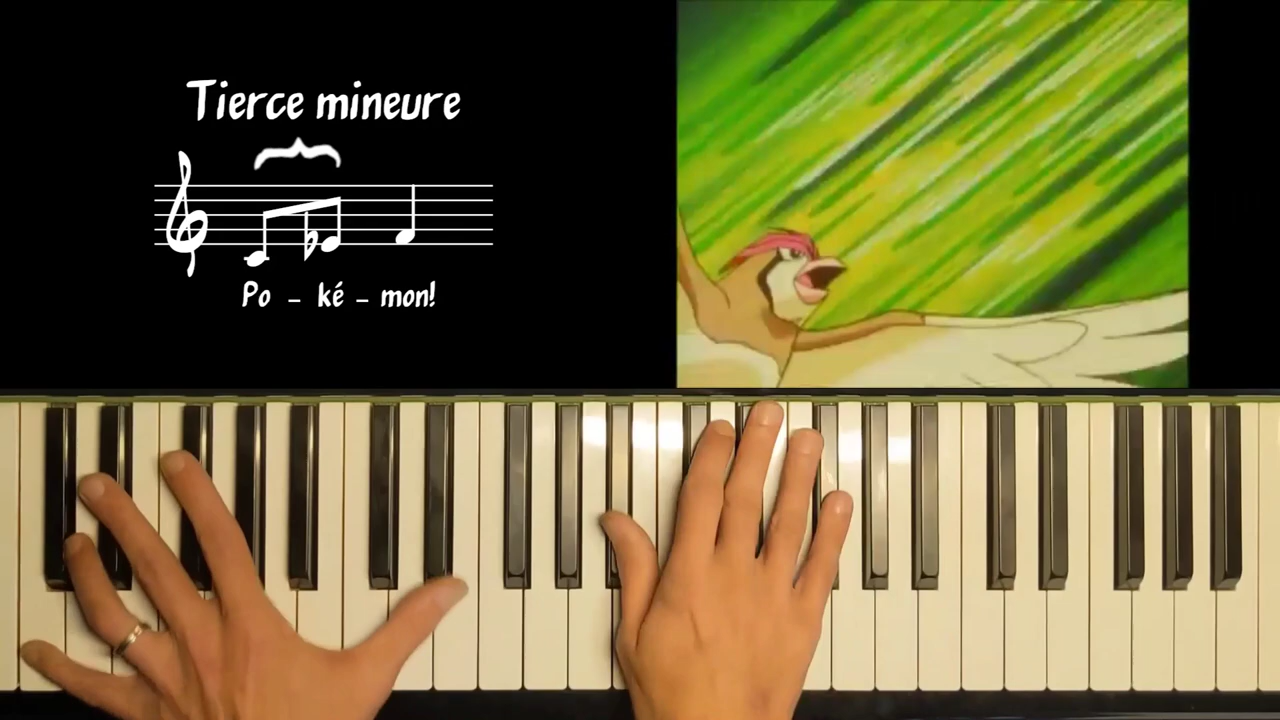 Tierce mineure
Po – ké – mon!